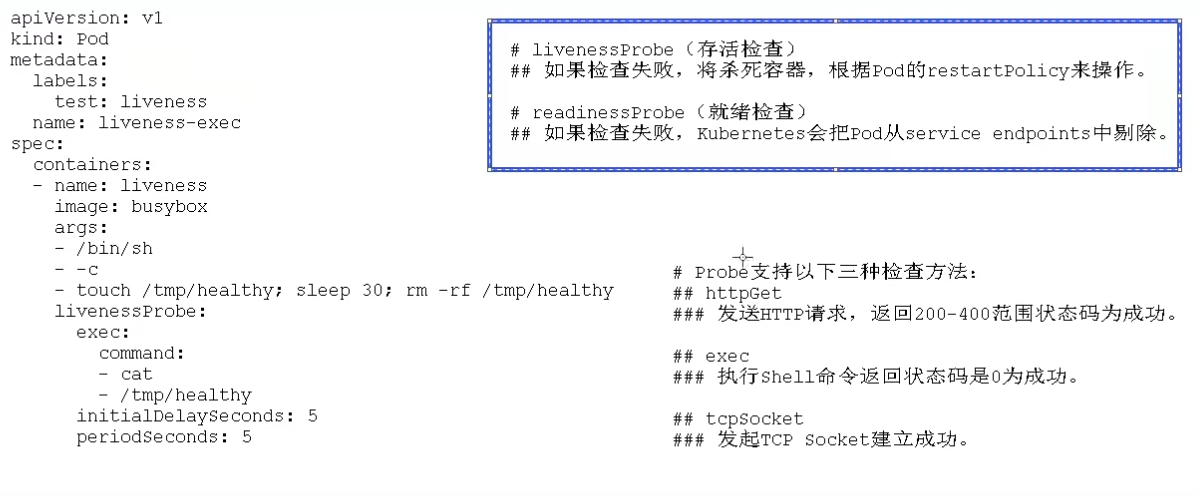 apiVersion: v1
kind: Pod
metadata:
  labels:
    test: liveness
  name: liveness-exec
spec:
  containers:
  - name: liveness
    image: busybox
    args:
    - /bin/sh
    - -c
    - touch /tmp/healthy; sleep 30; rm -rf /tmp/healthy
    livenessProbe:
      exec:
        command:
        - cat
        - /tmp/healthy
      initialDelaySeconds: 5
      periodSeconds: 5
# livenessProbe（存活检查）
## 如果检查失败，将杀死容器，根据Pod的restartPolicy来操作。
# readinessProbe（就绪检查）
## 如果检查失败，Kubernetes会把Pod从service endpoints中剔除。
# Probe支持以下三种检查方法：
## httpGet
### 发送HTTP请求，返回200-400范围状态码为成功。
## exec
### 执行Shell命令返回状态码是0为成功。
## tcpSocket
### 发起TCP Socket建立成功。